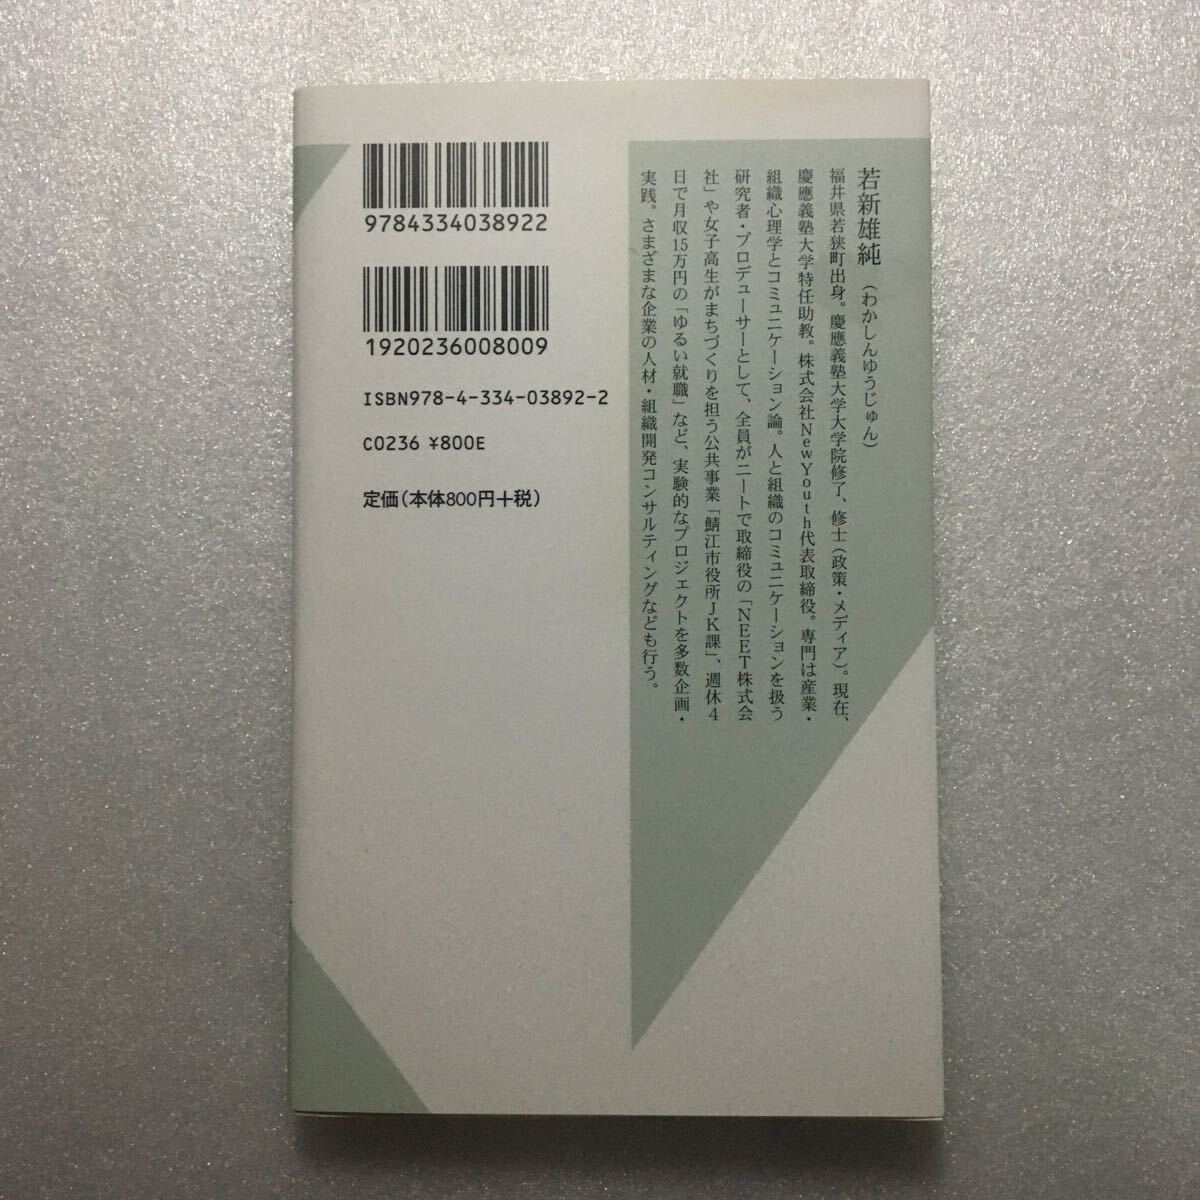 若新雄純(わかしんゆうじゅん)
福井県若狭町出身。慶應義塾大学大学院修了、修士(政策・メディア)。現在、
慶應義塾大学特任助教。株式会社NewYouth代表取締役。専門は産業・
組織心理学とコミュニケーション論。人と組織のコミュニケーションを扱う
研究者・プロデューサーとして、全員がニートで取締役の「NEET株式会
社」や女子高生がまちづくりを担う公共事業「鯖江市役所JK課」、週休4
日で月収15万円の「ゆるい就職」など、実験的なプロジェクトを多数企画・
実践。さまざまな企業の人材・組織開発コンサルティングなども行う。
9784334038922
1920236008009
ISBN978-4-334-03892-2
C0236 ¥800E
定価(本体800円+税)